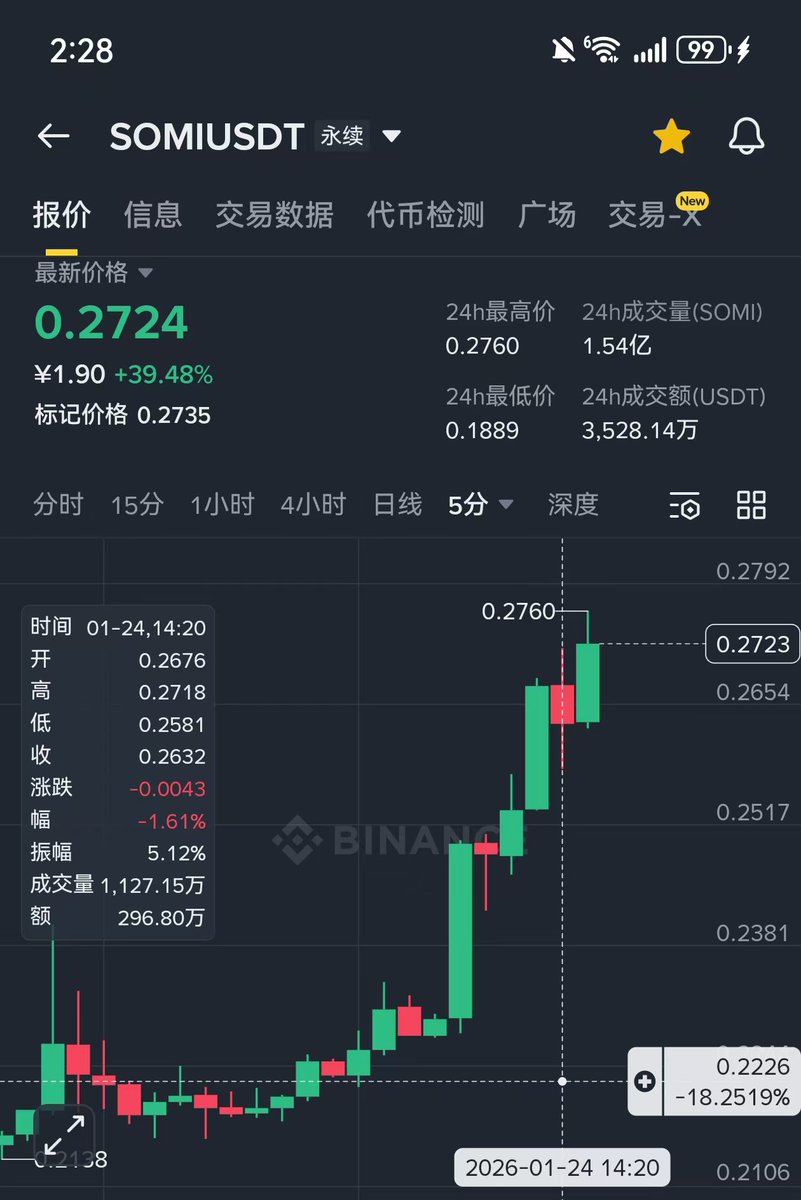 2:28
6
99
SOMIUSDT 永续
报价 信息 交易数据 代币检测 广场 交易-X New
最新价格
0.2724
¥1.90 +39.48%
标记价格 0.2735
24h最高价 24h成交量(SOMI)
0.2760 1.54亿
24h最低价 24h成交额(USDT)
0.1889 3,528.14万
分时 15分 1小时 4小时 日线 5分 深度
0.2792
0.2760
0.2723
0.2654
0.2517
0.2381
时间 01-24,14:20
开 0.2676
高 0.2718
低 0.2581
收 0.2632
涨跌 -0.0043
幅 -1.61%
振幅 5.12%
成交量 1,127.15万
额 296.80万
BINANCE
0.2226
-18.2519%
0.2138
2026-01-24 14:20
0.2106